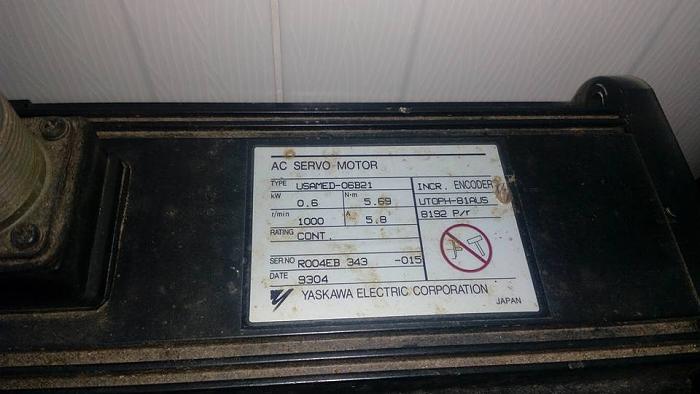 AC SERVO MOTOR
TYPE USAMED-06B21
kW 0.6 N·m 5.69
r/min 1000 A 5.8
RATING CONT.
INCR. ENCODER
UTOPH-81AUS
8192 P/r
SER NO R004EB 343 -015
DATE 9304
YASKAWA ELECTRIC CORPORATION
JAPAN